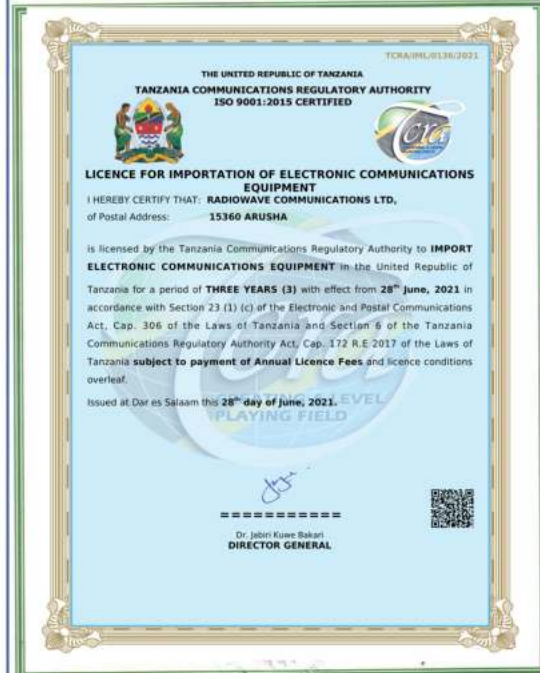 TCRA/IML/0136/2021
THE UNITED REPUBLIC OF TANZANIA
TANZANIA COMMUNICATIONS REGULATORY AUTHORITY
ISO 9001:2015 CERTIFIED
tcra
LICENCE FOR IMPORTATION OF ELECTRONIC COMMUNICATIONS
EQUIPMENT
I HEREBY CERTIFY THAT: RADIOWAVE COMMUNICATIONS LTD,
of Postal Address: 15360 ARUSHA
is licensed by the Tanzania Communications Regulatory Authority to IMPORT
ELECTRONIC COMMUNICATIONS EQUIPMENT in the United Republic of
Tanzania for a period of THREE YEARS (3) with effect from 28th June, 2021 in
accordance with Section 23 (1) (c) of the Electronic and Postal Communications
Act, Cap. 306 of the Laws of Tanzania and Section 6 of the Tanzania
Communications Regulatory Authority Act, Cap. 172 R.E 2017 of the Laws of
Tanzania subject to payment of Annual Licence Fees and licence conditions
overleaf.
Issued at Dar es Salaam this 28th day of June, 2021.
LEVEL
PLAYING FIELD
===========
Dr. Jabiri Kuwe Bakari
DIRECTOR GENERAL